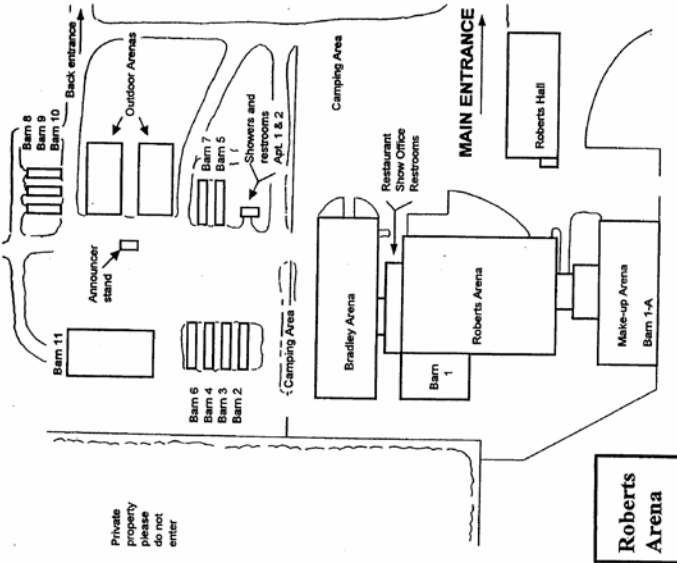 Barn 8
Barn 9
Barn 10
Back entrance
Outdoor Arenas
Announcer
stand
Barn 11
Barn 7
Barn 5
Showers and
restrooms
Apt. 1 & 2
Barn 6
Barn 4
Barn 3
Barn 2
Camping Area
Camping Area
MAIN ENTRANCE
Private
property
please
do not
enter
Bradley Arena
Restaurant
Show Office
Restrooms
Roberts Hall
Roberts Arena
Barn
1
Make-up Arena
Barn 1-A
Roberts
Arena